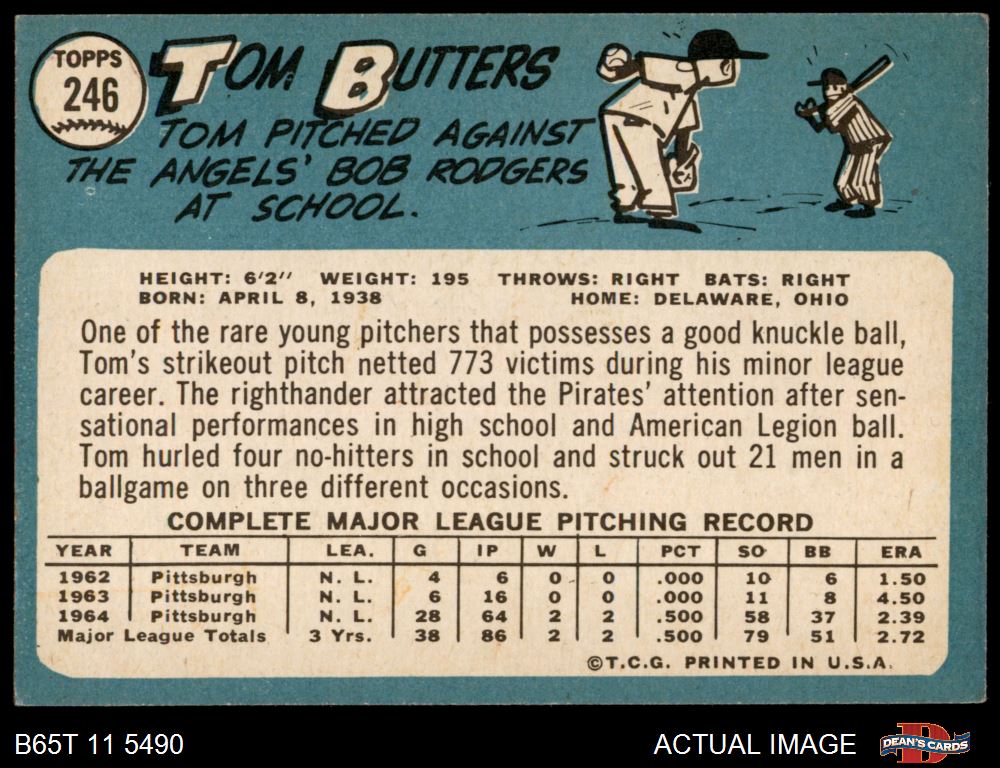 TOPPS
246
TOM BUTTERS
TOM PITCHED AGAINST
THE ANGELS' BOB RODGERS
AT SCHOOL.
HEIGHT: 6'2" WEIGHT: 195 THROWS: RIGHT BATS: RIGHT
BORN: APRIL 8, 1938 HOME: DELAWARE, OHIO
One of the rare young pitchers that possesses a good knuckle ball,
Tom's strikeout pitch netted 773 victims during his minor league
career. The righthander attracted the Pirates' attention after sen-
sational performances in high school and American Legion ball.
Tom hurled four no-hitters in school and struck out 21 men in a
ballgame on three different occasions.
COMPLETE MAJOR LEAGUE PITCHING RECORD
YEAR TEAM LEA. G IP W L PCT SO BB ERA
1962 Pittsburgh N. L. 4 6 0 0 .000 10 6 1.50
1963 Pittsburgh N. L. 6 16 0 0 .000 11 8 4.50
1964 Pittsburgh N. L. 28 64 2 2 .500 58 37 2.39
Major League Totals 3 Yrs. 38 86 2 2 .500 79 51 2.72
©T.C.G. PRINTED IN U.S.A.
B65T 11 5490 ACTUAL IMAGE DEAN'S CARDS